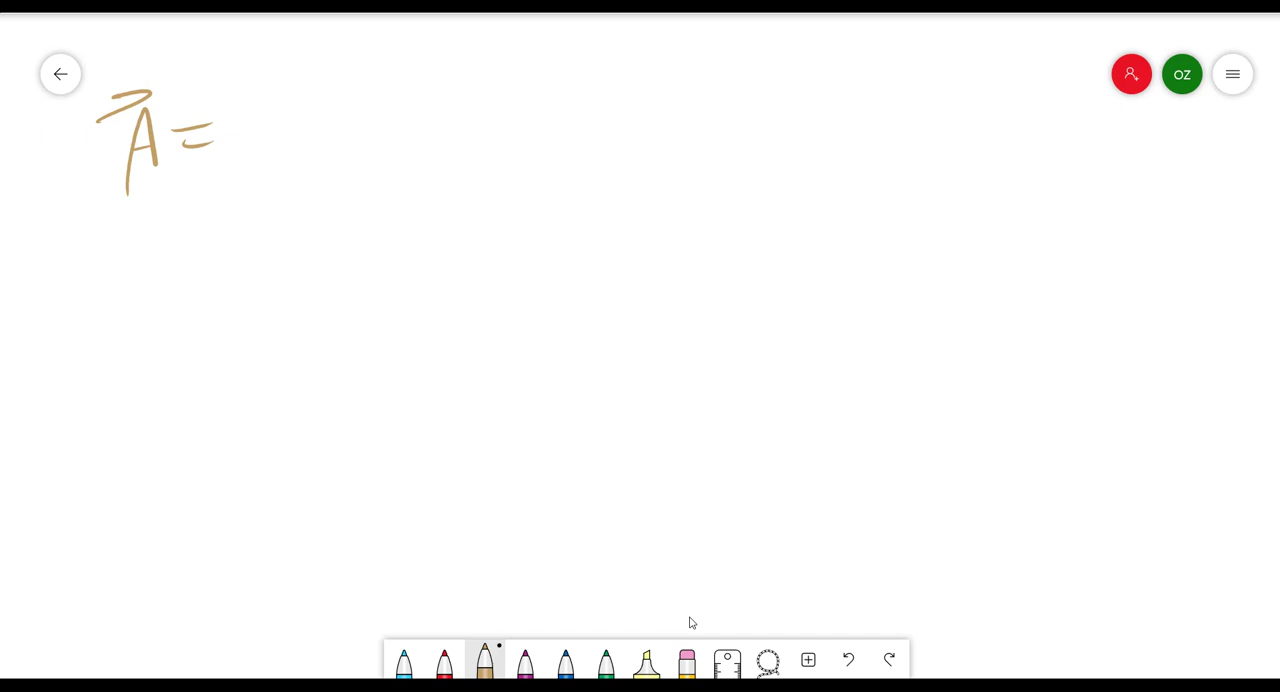 A⃗ =
OZ